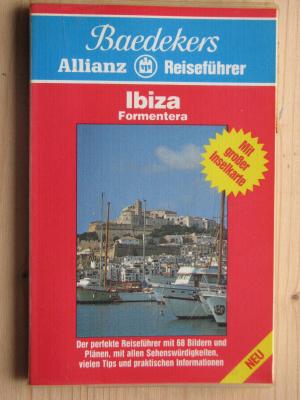 Baedekers
Allianz Reiseführer
Ibiza
Formentera
Mit
großer
Inselkarte
Der perfekte Reiseführer mit 68 Bildern und
Plänen, mit allen Sehenswürdigkeiten,
vielen Tips und praktischen Informationen
NEU